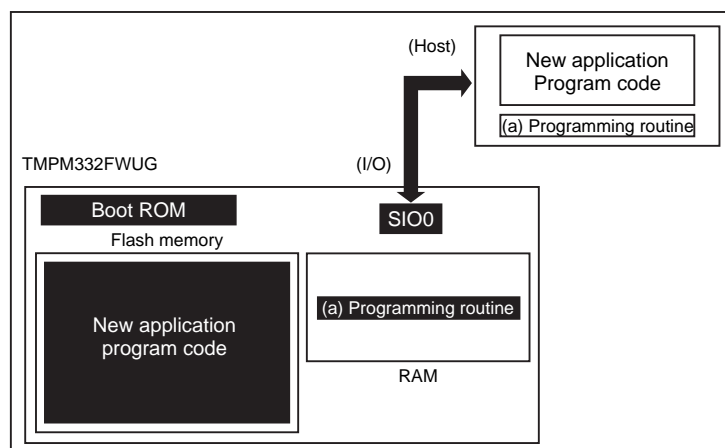 (Host)
New application
Program code
(a) Programming routine
TMPM332FWUG
(I/O)
Boot ROM
SIO0
Flash memory
New application
program code
(a) Programming routine
RAM